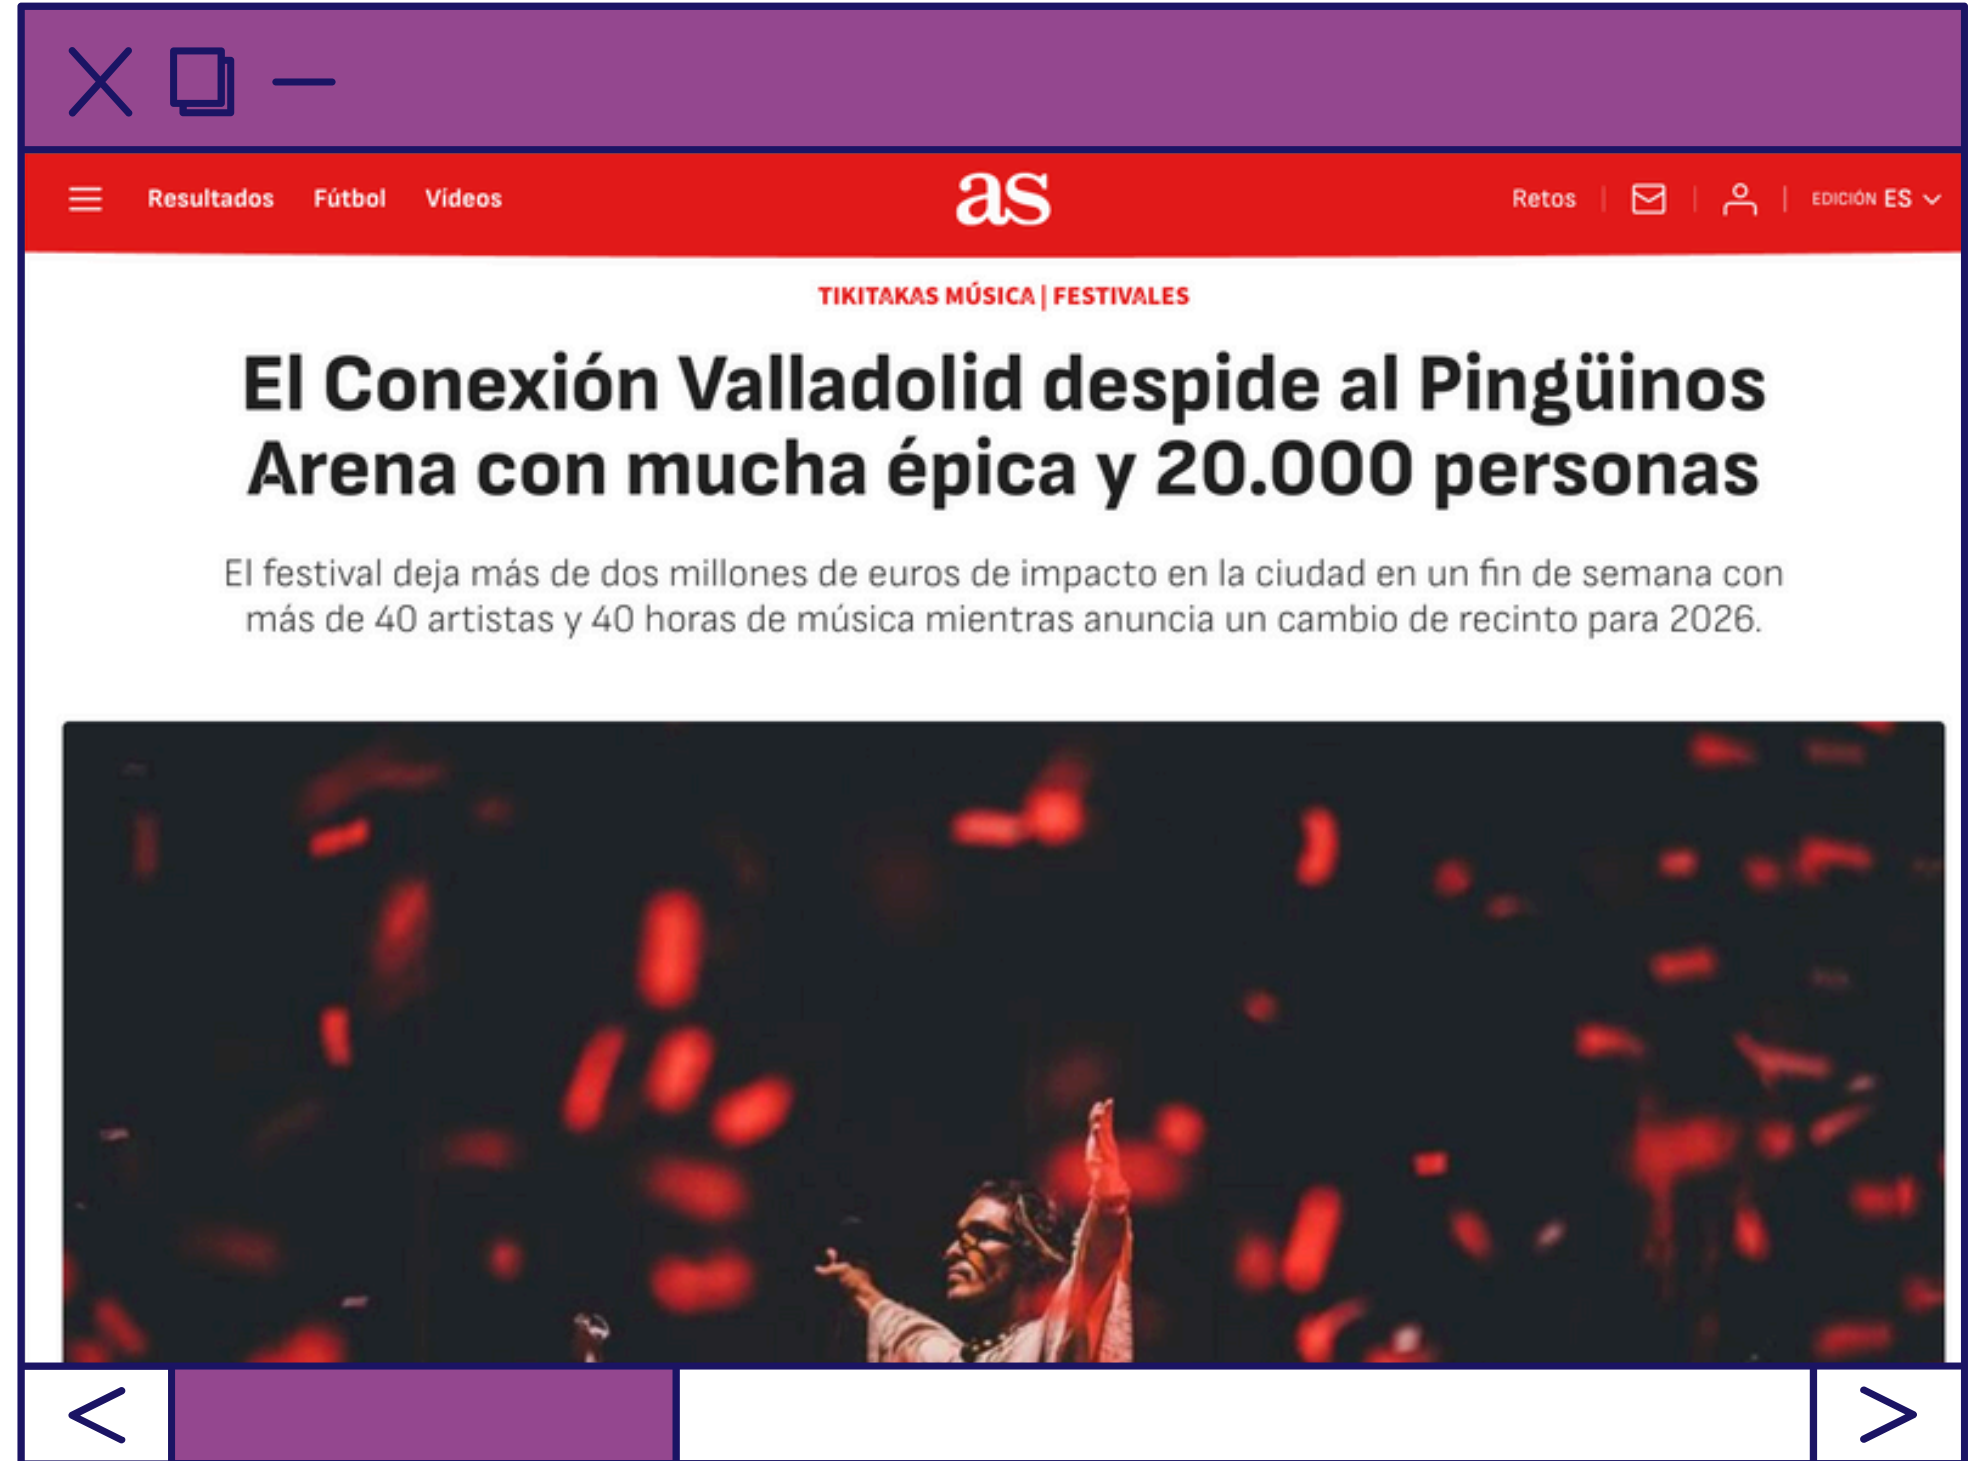 Resultados Fútbol Vídeos as Retos EDICIÓN ES
TIKITAKAS MÚSICA | FESTIVALES
El Conexión Valladolid despide al Pingüinos
Arena con mucha épica y 20.000 personas
El festival deja más de dos millones de euros de impacto en la ciudad en un fin de semana con
más de 40 artistas y 40 horas de música mientras anuncia un cambio de recinto para 2026.